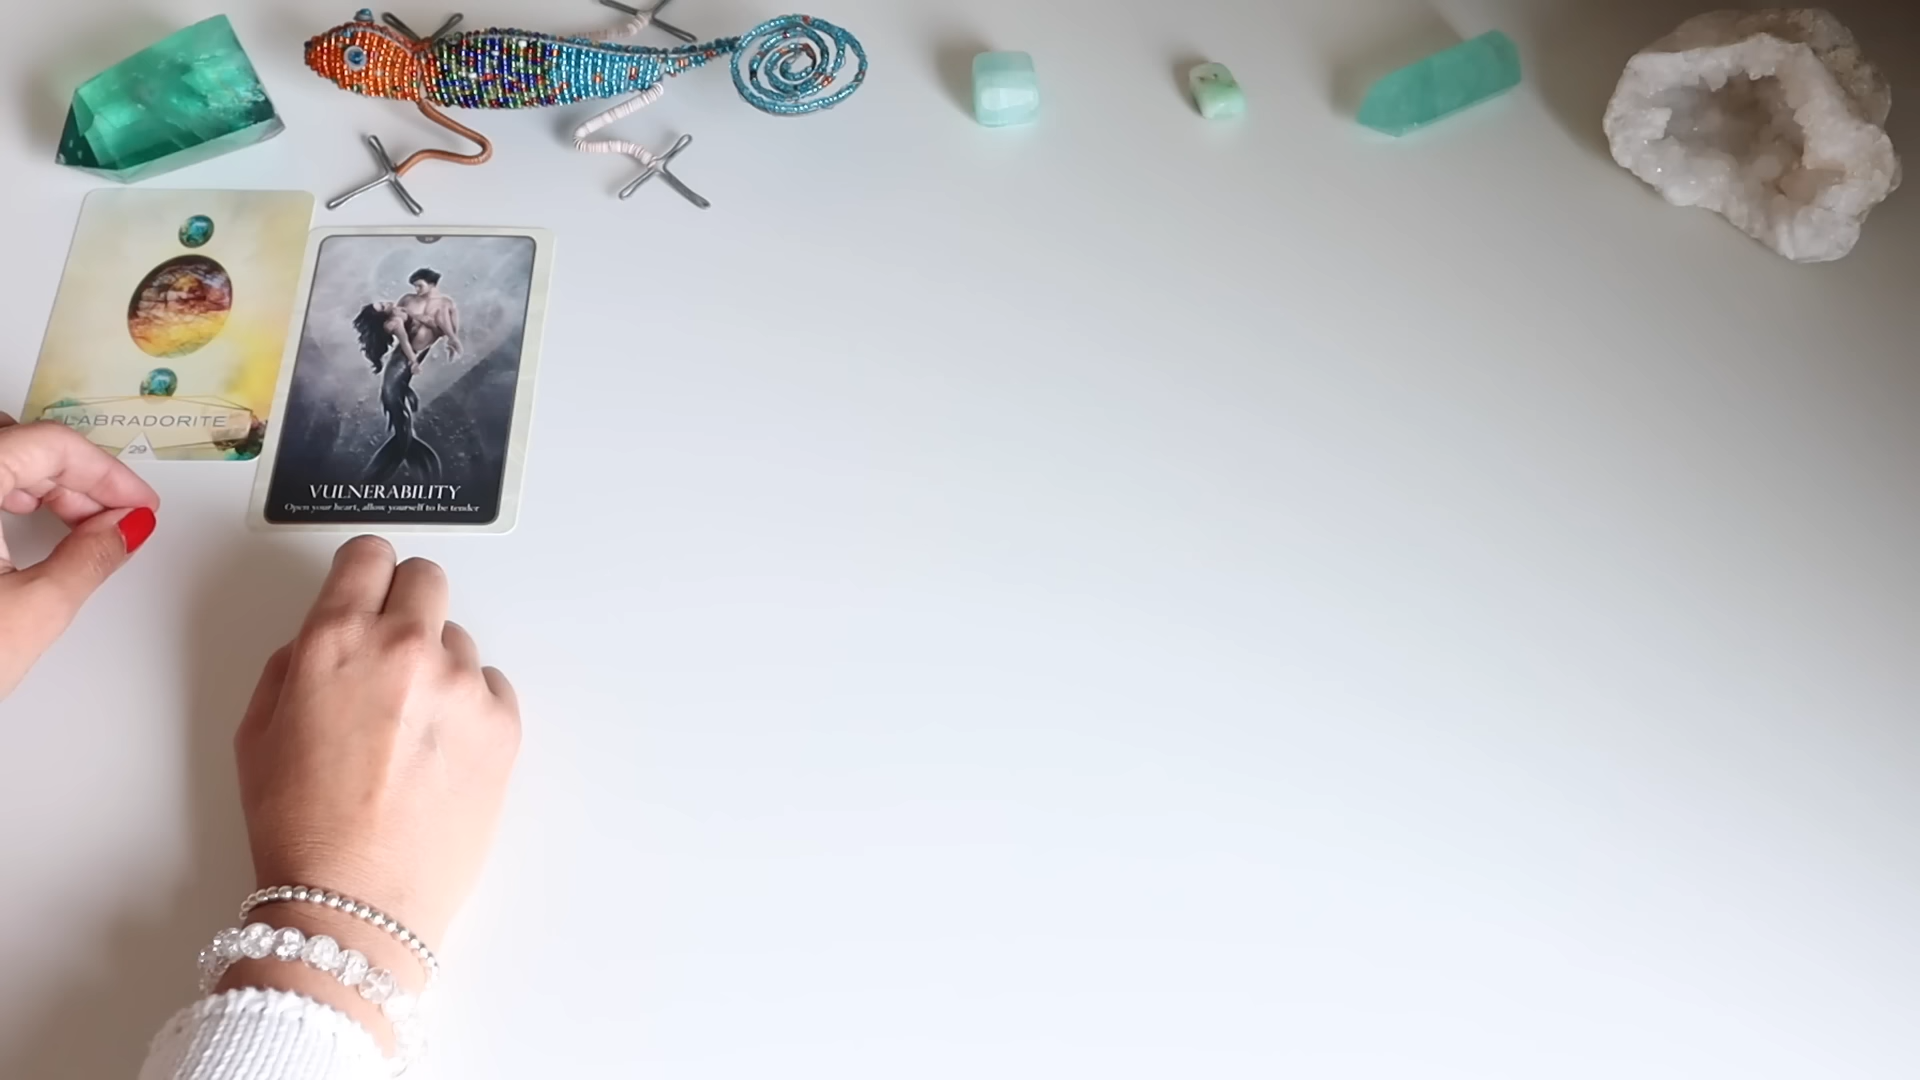 LABRADORITE
29
VULNERABILITY
Open your heart, allow yourself to be tender